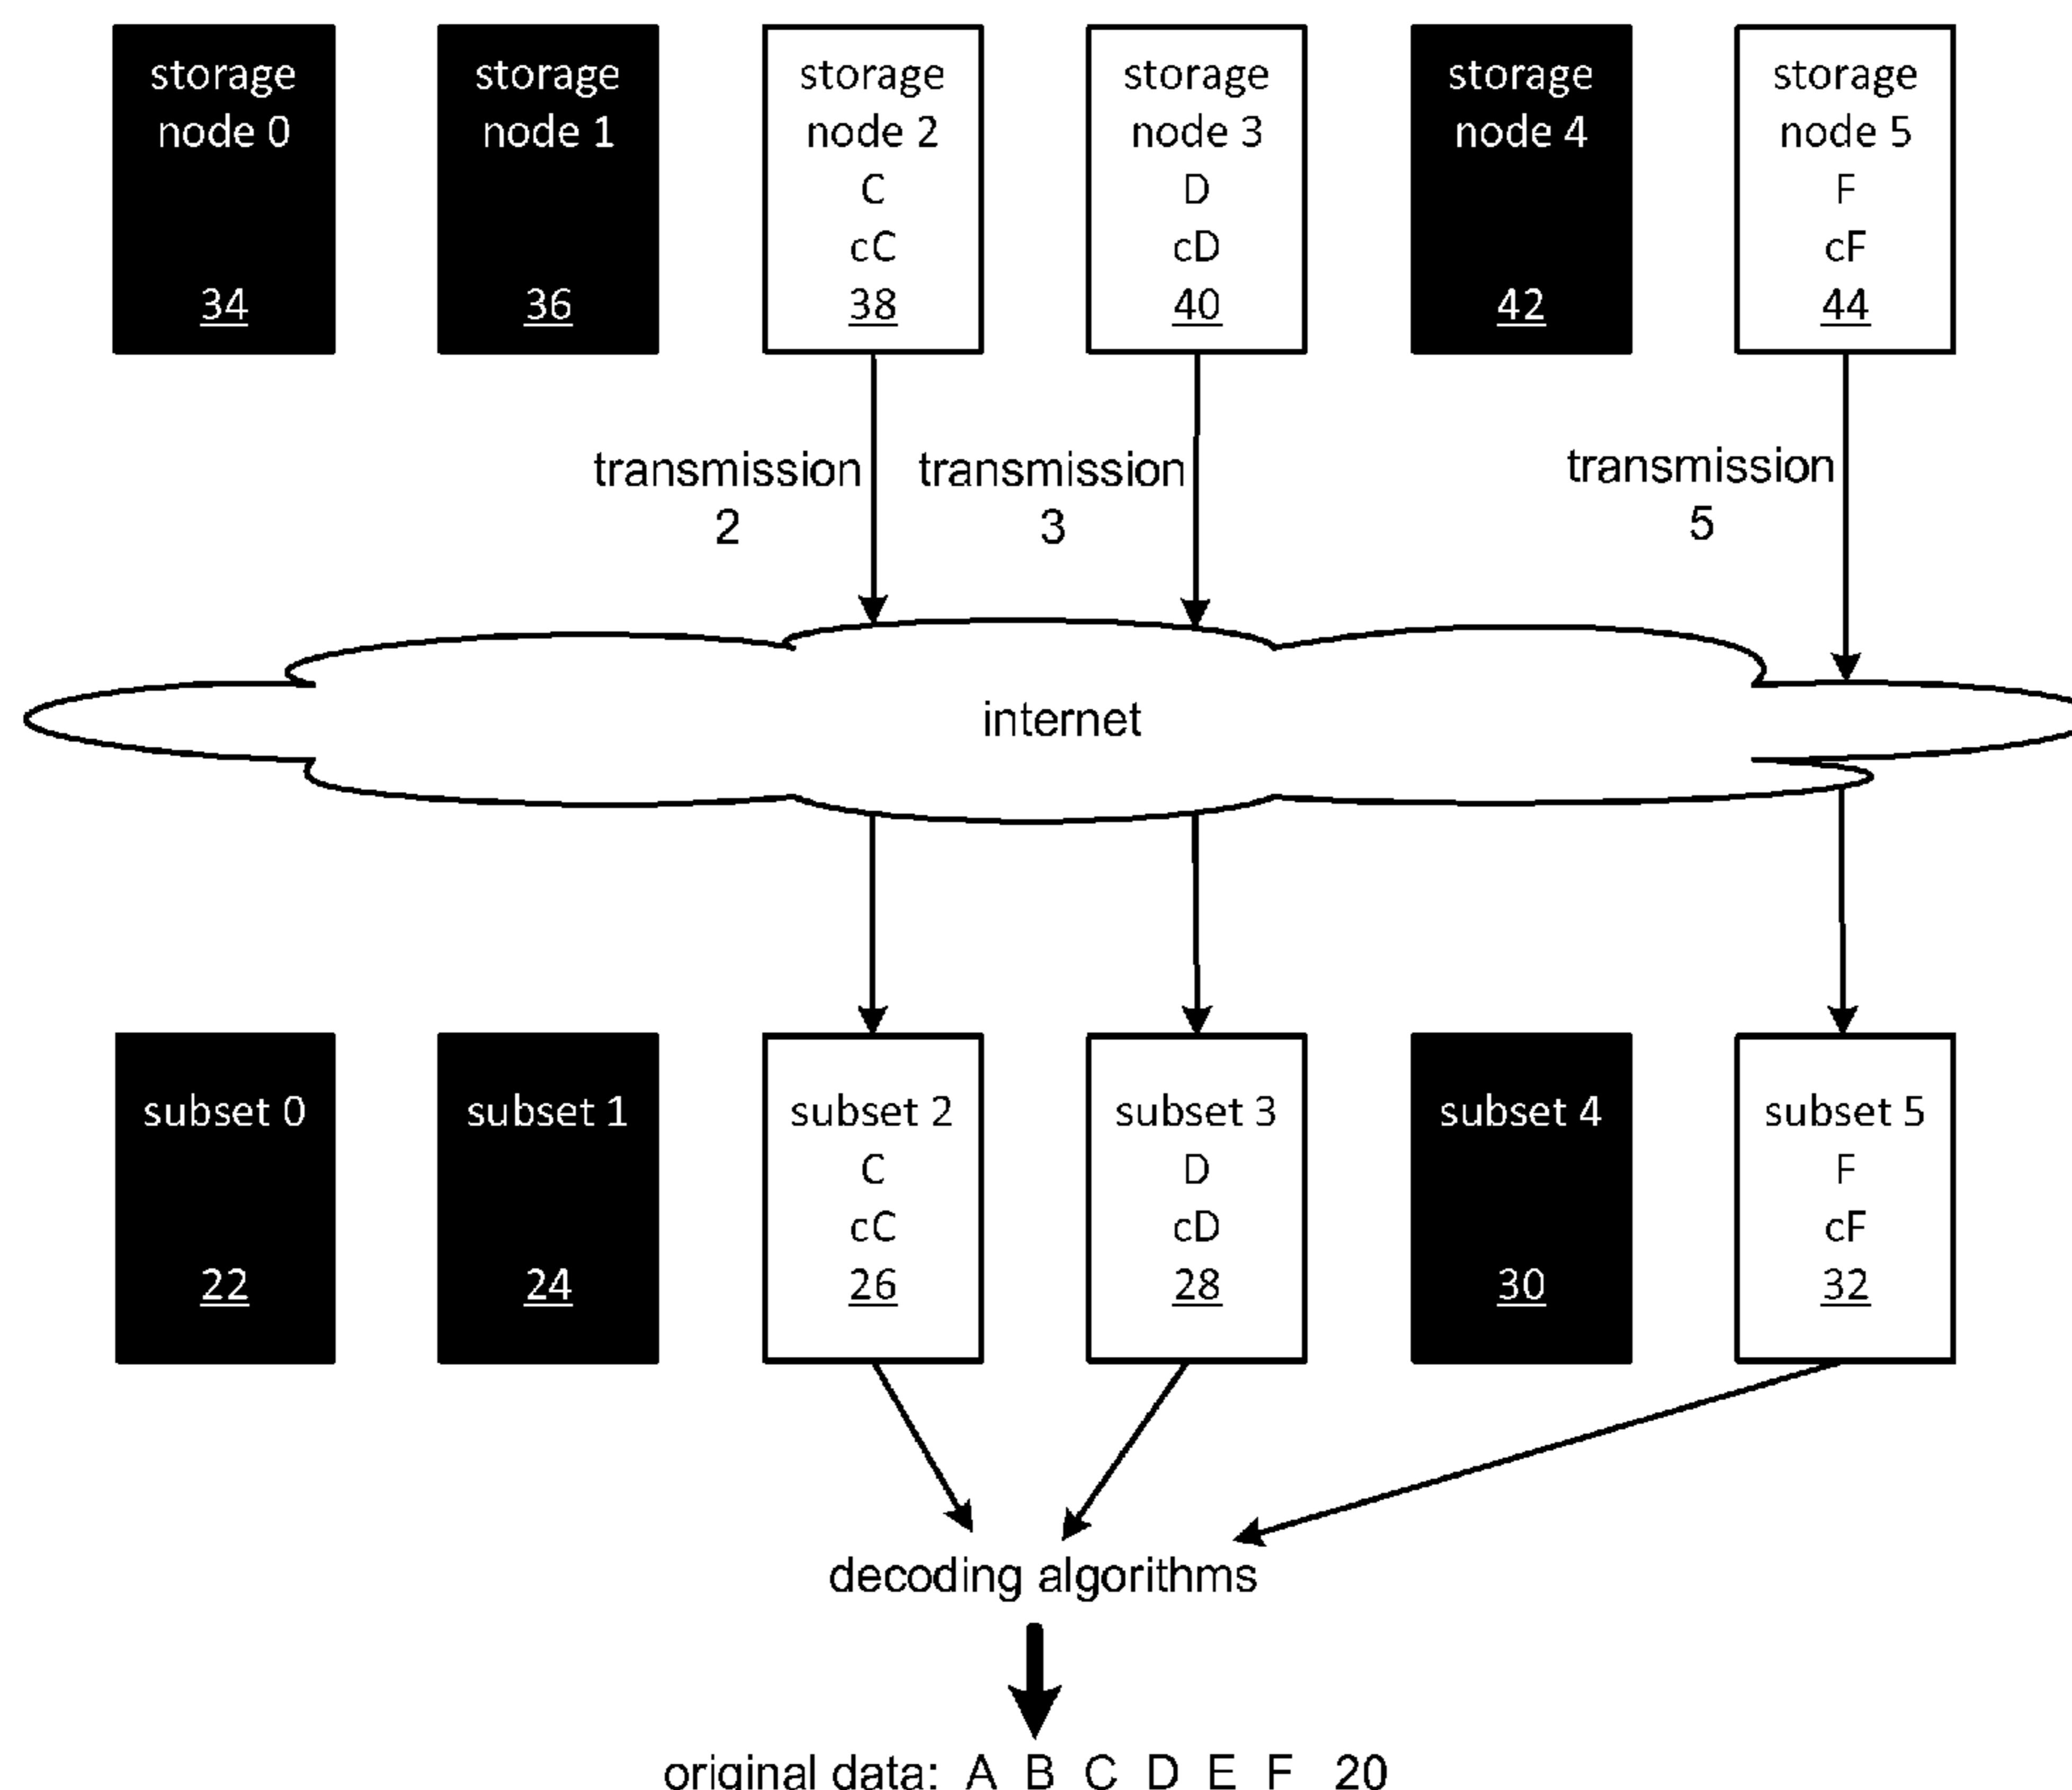 storage
node 0
34
storage
node 1
36
storage
node 2
C
cC
38
storage
node 3
D
cD
40
storage
node 4
42
storage
node 5
F
cF
44
transmission
2
transmission
3
transmission
5
internet
subset 0
22
subset 1
24
subset 2
C
cC
26
subset 3
D
cD
28
subset 4
30
subset 5
F
cF
32
decoding algorithms
original data: A B C D E F 20